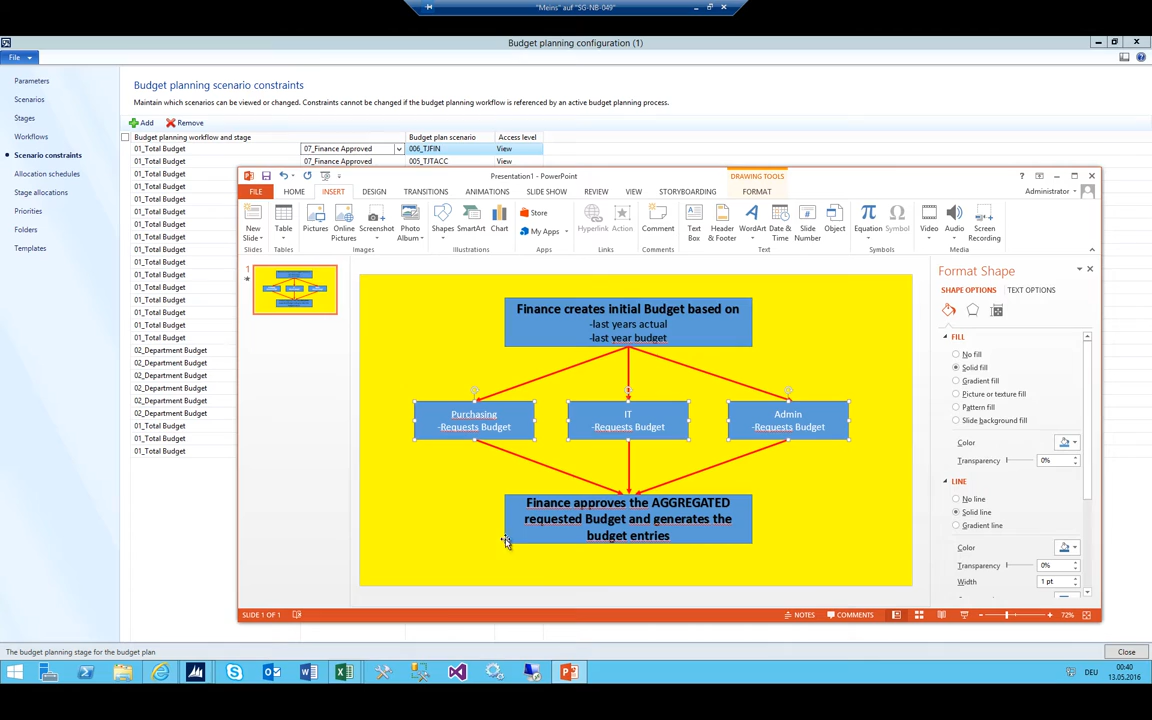 "Meins" auf "SG-NB-049"
Budget planning configuration (1)
File
Parameters
Scenarios
Stages
Workflows
Scenario constraints
Allocation schedules
Stage allocations
Priorities
Folders
Templates
Budget planning scenario constraints
Maintain which scenarios can be viewed or changed. Constraints cannot be changed if the budget planning workflow is referenced by an active budget planning process.
Add Remove
Budget planning workflow and stage Budget plan scenario Access level
01_Total Budget 07_Finance Approved 006_TJFIN View
01_Total Budget 07_Finance Approved 005_TJTACC View
01_Total Budget
01_Total Budget
01_Total Budget
01_Total Budget
01_Total Budget
01_Total Budget
01_Total Budget
01_Total Budget
01_Total Budget
01_Total Budget
01_Total Budget
01_Total Budget
01_Total Budget
01_Total Budget
02_Department Budget
02_Department Budget
02_Department Budget
02_Department Budget
02_Department Budget
02_Department Budget
01_Total Budget
01_Total Budget
01_Total Budget
Presentation1 - PowerPoint
DRAWING TOOLS
FILE HOME INSERT DESIGN TRANSITIONS ANIMATIONS SLIDE SHOW REVIEW VIEW STORYBOARDING FORMAT
Administrator
New Slide
Table
Pictures
Online Pictures
Screenshot
Photo Album
Shapes
SmartArt
Chart
Store
My Apps
Hyperlink
Action
Comment
Text Box
Header & Footer
WordArt
Date & Time
Slide Number
Object
Equation
Symbol
Video
Audio
Screen Recording
Slides
Tables
Images
Illustrations
Apps
Links
Comments
Text
Symbols
Media
1
Finance creates initial Budget based on
-last years actual
-last year budget
Purchasing
-Requests Budget
IT
-Requests Budget
Admin
-Requests Budget
Finance approves the AGGREGATED
requested Budget and generates the
budget entries
Format Shape
SHAPE OPTIONS TEXT OPTIONS
FILL
No fill
Solid fill
Gradient fill
Picture or texture fill
Pattern fill
Slide background fill
Color
Transparency 0%
LINE
No line
Solid line
Gradient line
Color
Transparency 0%
Width 1 pt
SLIDE 1 OF 1
NOTES
COMMENTS
72%
The budget planning stage for the budget plan
Close
DEU
00:40
13.05.2016